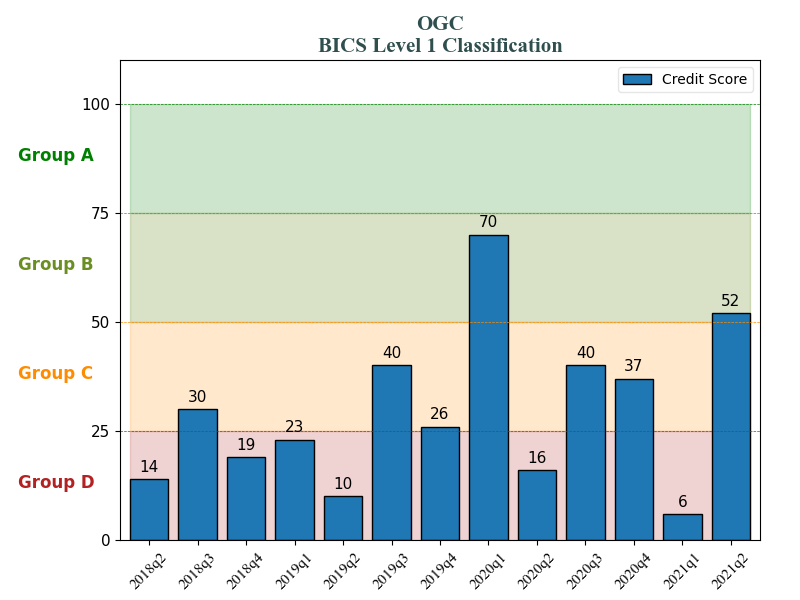 OGC
BICS Level 1 Classification
Credit Score
100
Group A
75
70
Group B
52
50
40
40
37
Group C
30
26
25
23
19
16
14
10
Group D
6
0
2018q2 2018q3 2018q4 2019q1 2019q2 2019q3 2019q4 2020q1 2020q2 2020q3 2020q4 2021q1 2021q2